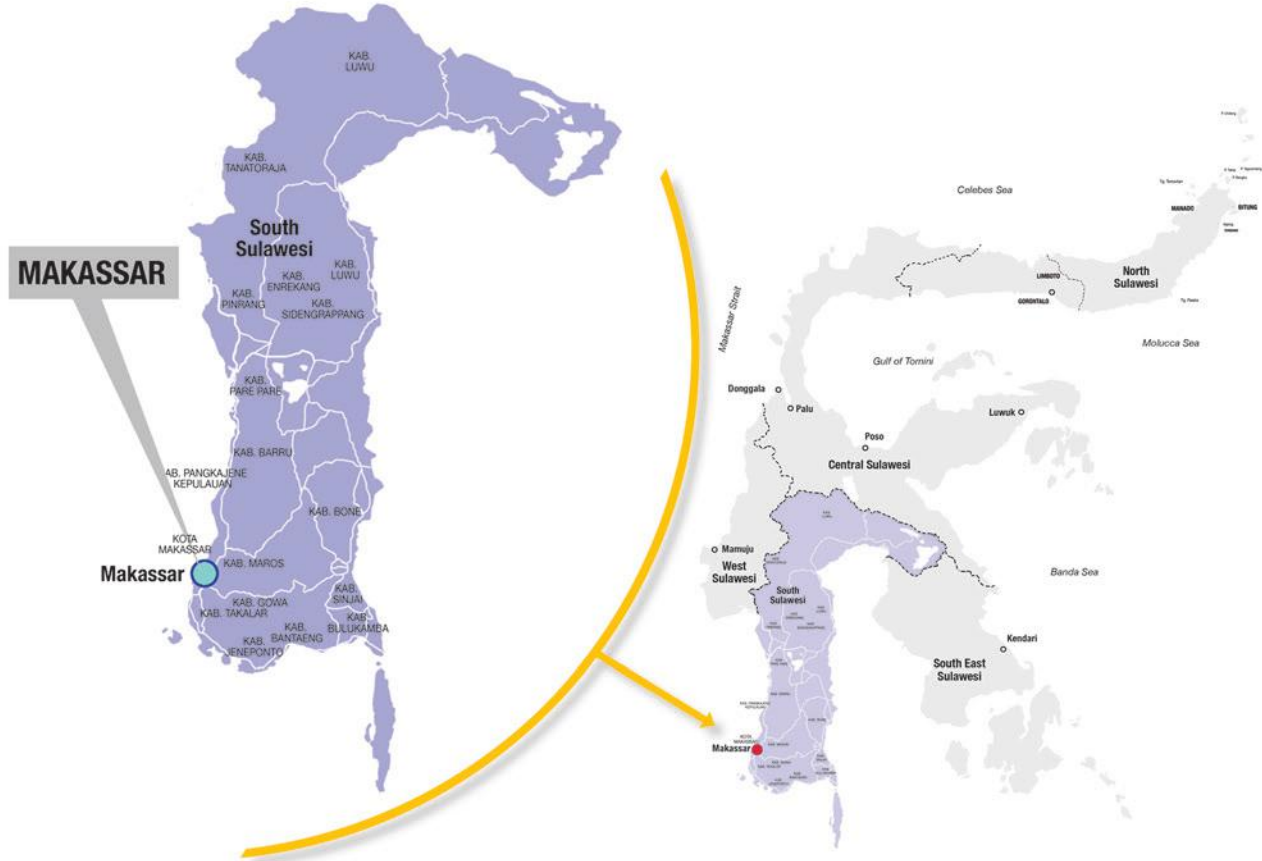 KAB.
LUWU
KAB.
TANATORAJA
South
Sulawesi
MAKASSAR
KAB.
LUWU
KAB.
ENREKANG
KAB.
PINRANG
KAB.
SIDENGRAPPANG
KAB.
PARE PARE
KAB. BARRU
AB. PANGKAJENE
KEPULAUAN
KAB. BONE
KOTA
MAKASSAR
KAB. MAROS
Makassar
KAB.
SINJAI
KAB. GOWA
KAB. TAKALAR
KAB.
BANTAENG
KAB.
BULUKAMBA
KAB.
JENEPONTO
Celebes Sea
MANADO
BITUNG
North
Sulawesi
LIMBOTO
GORONTALO
Makassar Strait
Molucca Sea
Gulf of Tomini
Donggala
Palu
Luwuk
Poso
Central Sulawesi
Mamuju
West
Sulawesi
Banda Sea
South
Sulawesi
Kendari
South East
Sulawesi
KOTA
MAKASSAR
Makassar